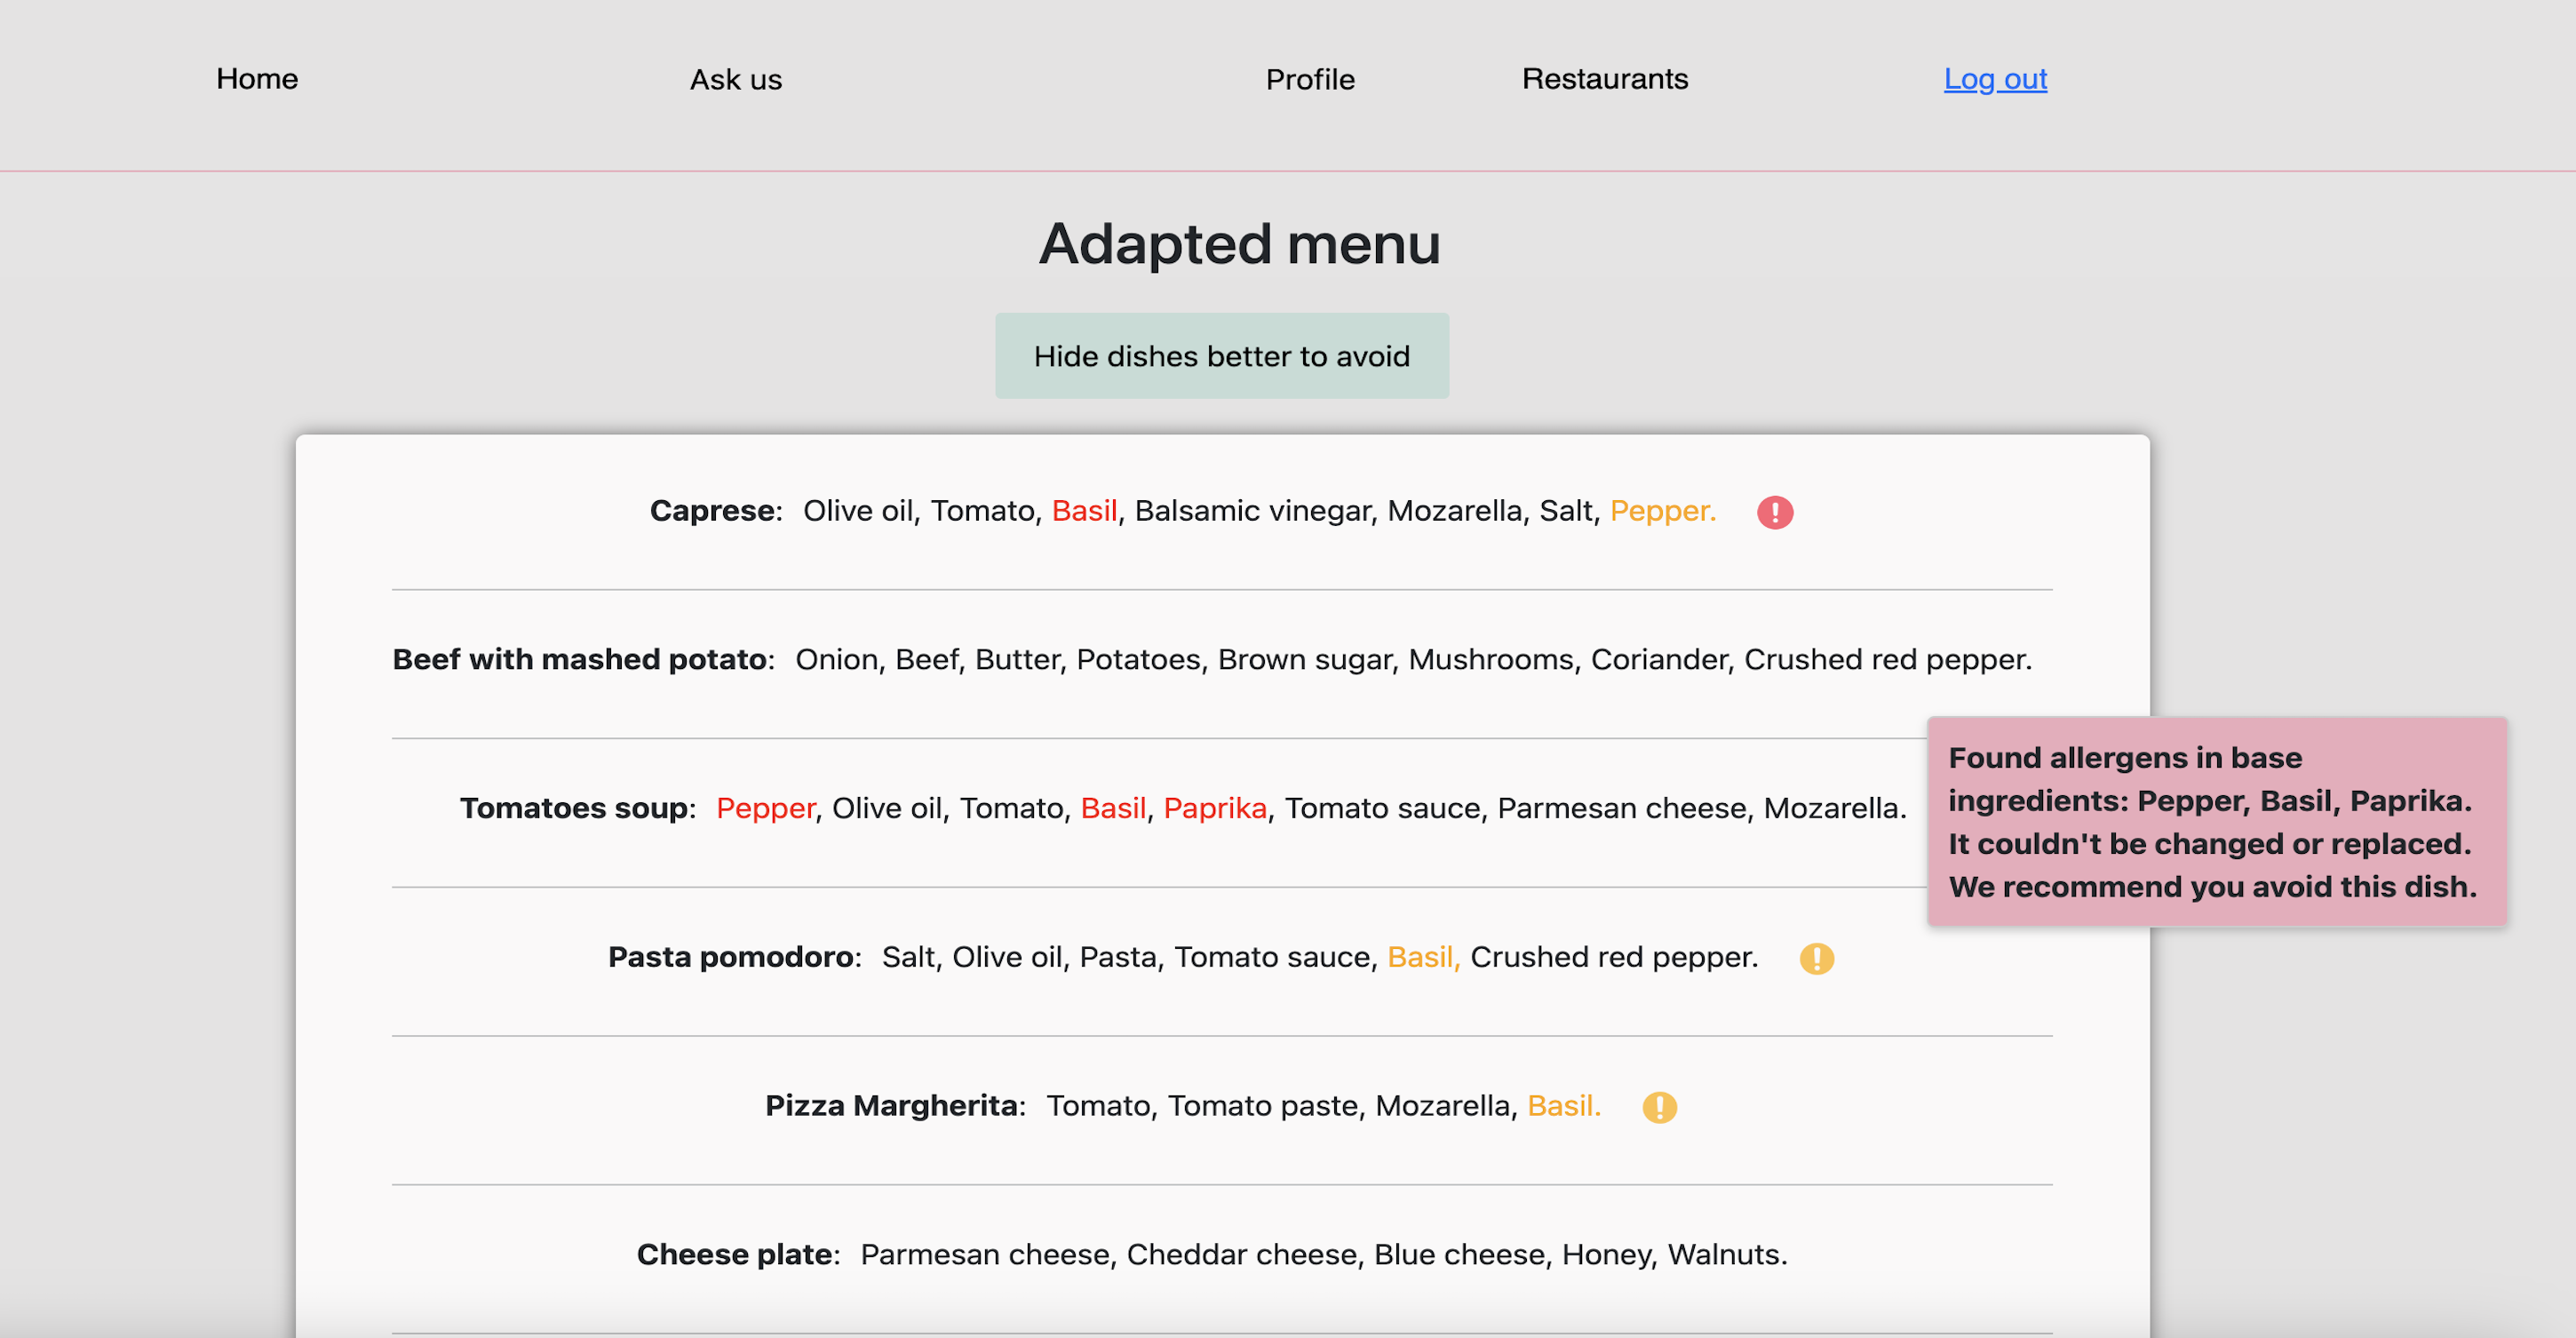 Home Ask us Profile Restaurants Log out
Adapted menu
Hide dishes better to avoid
Caprese: Olive oil, Tomato, Basil, Balsamic vinegar, Mozarella, Salt, Pepper.
Beef with mashed potato: Onion, Beef, Butter, Potatoes, Brown sugar, Mushrooms, Coriander, Crushed red pepper.
Tomatoes soup: Pepper, Olive oil, Tomato, Basil, Paprika, Tomato sauce, Parmesan cheese, Mozarella.
Found allergens in base
ingredients: Pepper, Basil, Paprika.
It couldn't be changed or replaced.
We recommend you avoid this dish.
Pasta pomodoro: Salt, Olive oil, Pasta, Tomato sauce, Basil, Crushed red pepper.
Pizza Margherita: Tomato, Tomato paste, Mozarella, Basil.
Cheese plate: Parmesan cheese, Cheddar cheese, Blue cheese, Honey, Walnuts.